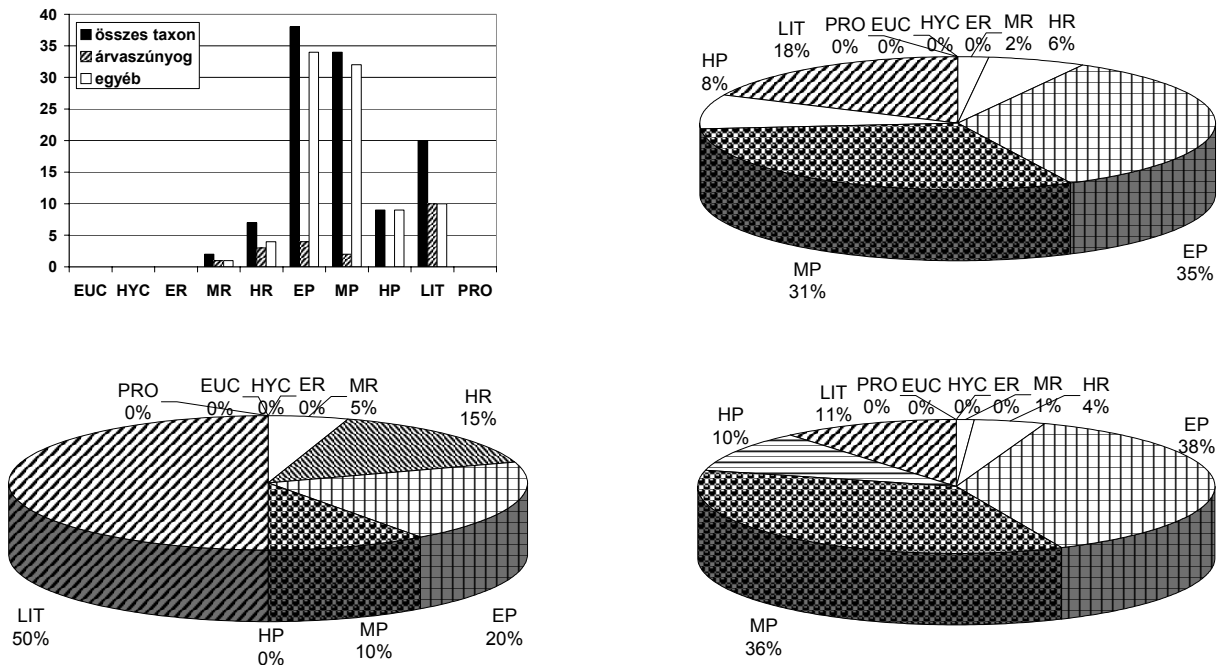 40
35
30
25
20
15
10
5
0
összes taxon
árvaszúnyog
egyéb
EUC HYC ER MR HR EP MP HP LIT PRO
PRO
0%
EUC
0%
HYC
0%
ER
0%
MR
2%
HR
6%
EP
35%
MP
31%
HP
8%
LIT
18%
PRO
0%
EUC
0%
HYC
0%
ER
0%
MR
5%
HR
15%
EP
20%
MP
10%
HP
0%
LIT
50%
PRO
0%
EUC
0%
HYC
0%
ER
0%
MR
1%
HR
4%
EP
38%
MP
36%
HP
10%
LIT
11%